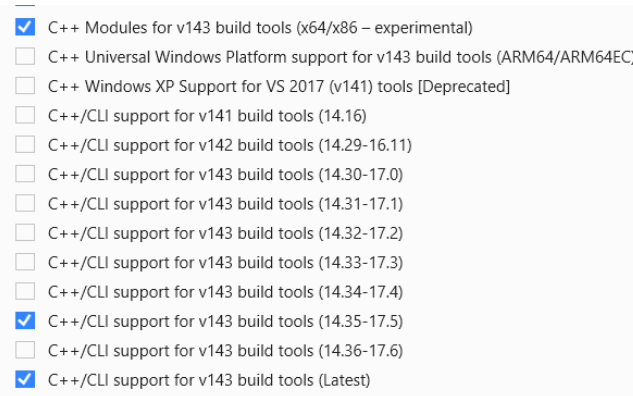 C++ Modules for v143 build tools (x64/x86 – experimental)
C++ Universal Windows Platform support for v143 build tools (ARM64/ARM64EC)
C++ Windows XP Support for VS 2017 (v141) tools [Deprecated]
C++/CLI support for v141 build tools (14.16)
C++/CLI support for v142 build tools (14.29-16.11)
C++/CLI support for v143 build tools (14.30-17.0)
C++/CLI support for v143 build tools (14.31-17.1)
C++/CLI support for v143 build tools (14.32-17.2)
C++/CLI support for v143 build tools (14.33-17.3)
C++/CLI support for v143 build tools (14.34-17.4)
C++/CLI support for v143 build tools (14.35-17.5)
C++/CLI support for v143 build tools (14.36-17.6)
C++/CLI support for v143 build tools (Latest)